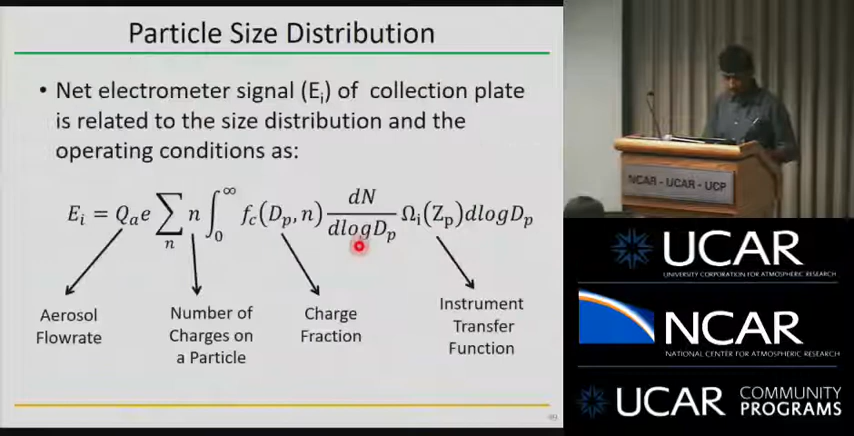 Particle Size Distribution
• Net electrometer signal (Eᵢ) of collection plate
is related to the size distribution and the
operating conditions as:
Eᵢ = Qₐe ∑ₙ n ∫₀^∞ f_c(D_p, n) dN/dlogD_p Ωᵢ(Z_p)dlogD_p
Aerosol
Flowrate
Number of
Charges on
a Particle
Charge
Fraction
Instrument
Transfer
Function
99
NCAR - UCAR - UCP
UCAR
UNIVERSITY CORPORATION FOR ATMOSPHERIC RESEARCH
NCAR
NATIONAL CENTER FOR ATMOSPHERIC RESEARCH
UCAR
COMMUNITY
PROGRAMS